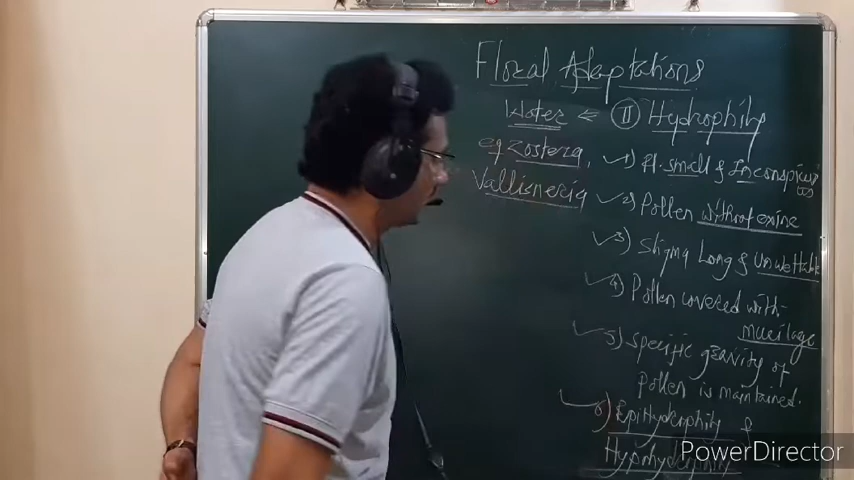 Floral Adaptations
Water ← II Hydrophily
eg Zostera, 1) Fl. small & Inconspicuous
Vallisneria 2) Pollen without exine
3) Stigma Long & Unwettable
4) Pollen covered with
mucilage
5) Specific gravity of
Pollen is maintained.
6) EpiHydrophily &
Hypohydrophily
PowerDirector